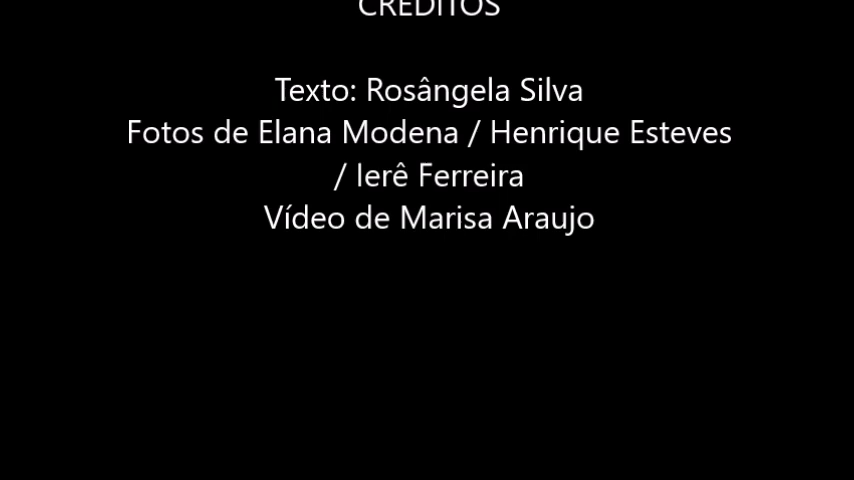 CRÉDITOS
Texto: Rosângela Silva
Fotos de Elana Modena / Henrique Esteves
/ Ierê Ferreira
Vídeo de Marisa Araujo